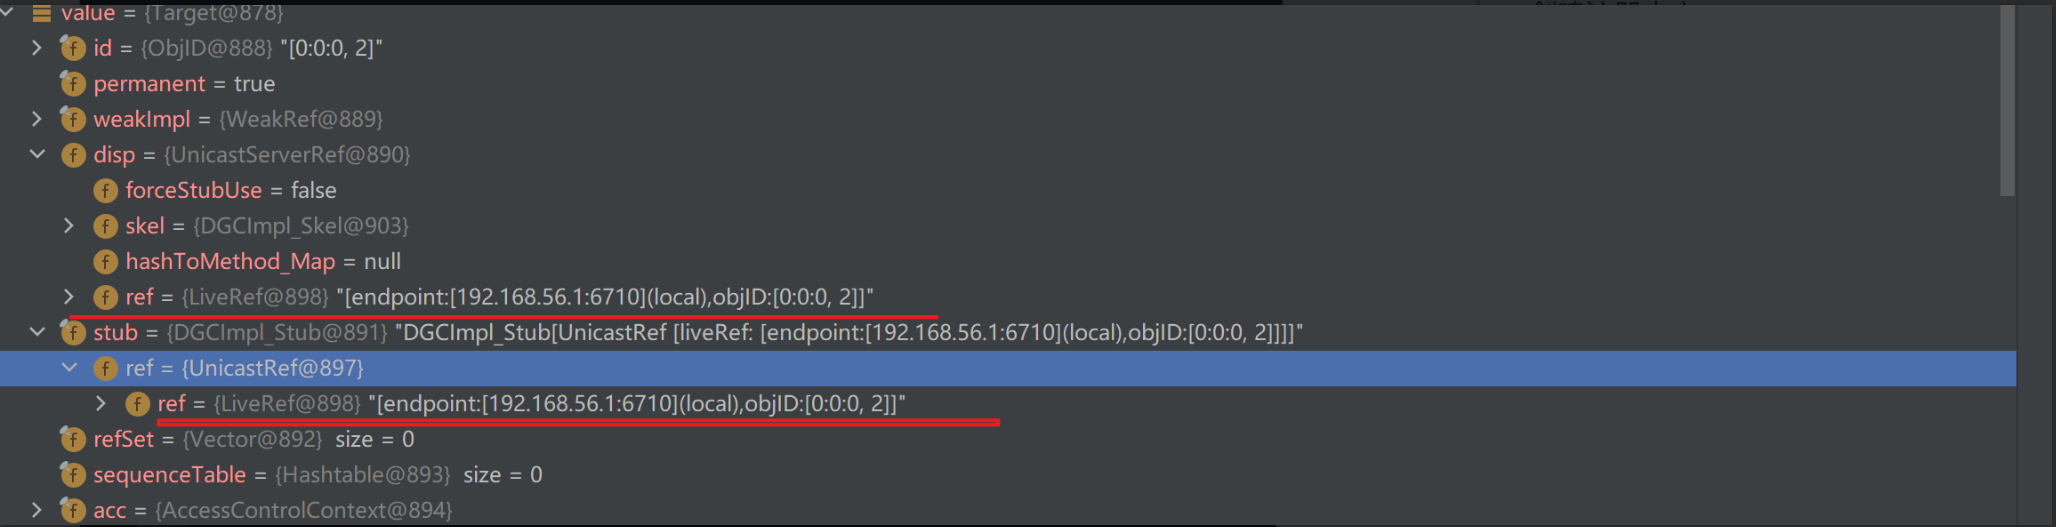 value = {Target@878}
id = {ObjID@888} "[0:0:0, 2]"
permanent = true
weakImpl = {WeakRef@889}
disp = {UnicastServerRef@890}
forceStubUse = false
skel = {DGCImpl_Skel@903}
hashToMethod_Map = null
ref = {LiveRef@898} "[endpoint:[192.168.56.1:6710](local),objID:[0:0:0, 2]]"
stub = {DGCImpl_Stub@891} "DGCImpl_Stub[UnicastRef [liveRef: [endpoint:[192.168.56.1:6710](local),objID:[0:0:0, 2]]]]"
ref = {UnicastRef@897}
ref = {LiveRef@898} "[endpoint:[192.168.56.1:6710](local),objID:[0:0:0, 2]]"
refSet = {Vector@892} size = 0
sequenceTable = {Hashtable@893} size = 0
acc = {AccessControlContext@894}